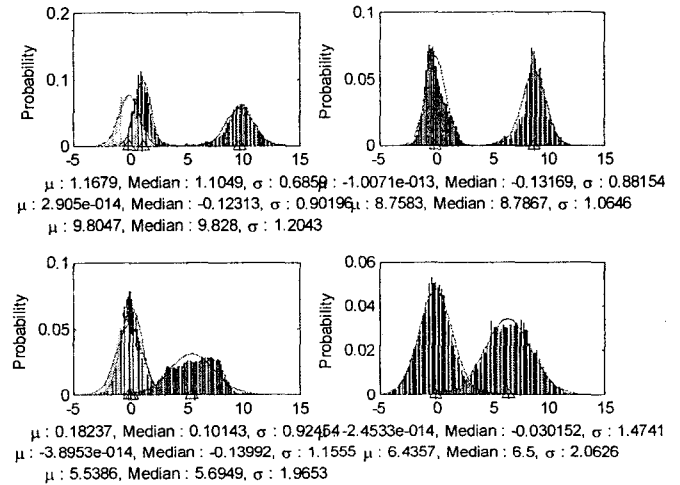 0.2
0.1
Probability
Probability
0.1
0.05
0
0
-5 0 5 10 15
-5 0 5 10 15
μ : 1.1679, Median : 1.1049, σ : 0.6859
μ : -1.0071e-013, Median : -0.13169, σ : 0.88154
μ : 2.905e-014, Median : -0.12313, σ : 0.90196
μ : 8.7583, Median : 8.7867, σ : 1.0646
μ : 9.8047, Median : 9.828, σ : 1.2043
0.1
0.06
Probability
Probability
0.05
0.04
0.02
0
0
-5 0 5 10 15
-5 0 5 10 15
μ : 0.18237, Median : 0.10143, σ :
-2.4533e-014, Median : -0.030152, σ : 1.4741
μ : -3.8953e-014, Median : -0.13992, σ : 1.1555
μ : 6.4357, Median : 6.5, σ : 2.0626
μ : 5.5386, Median : 5.6949, σ : 1.9653